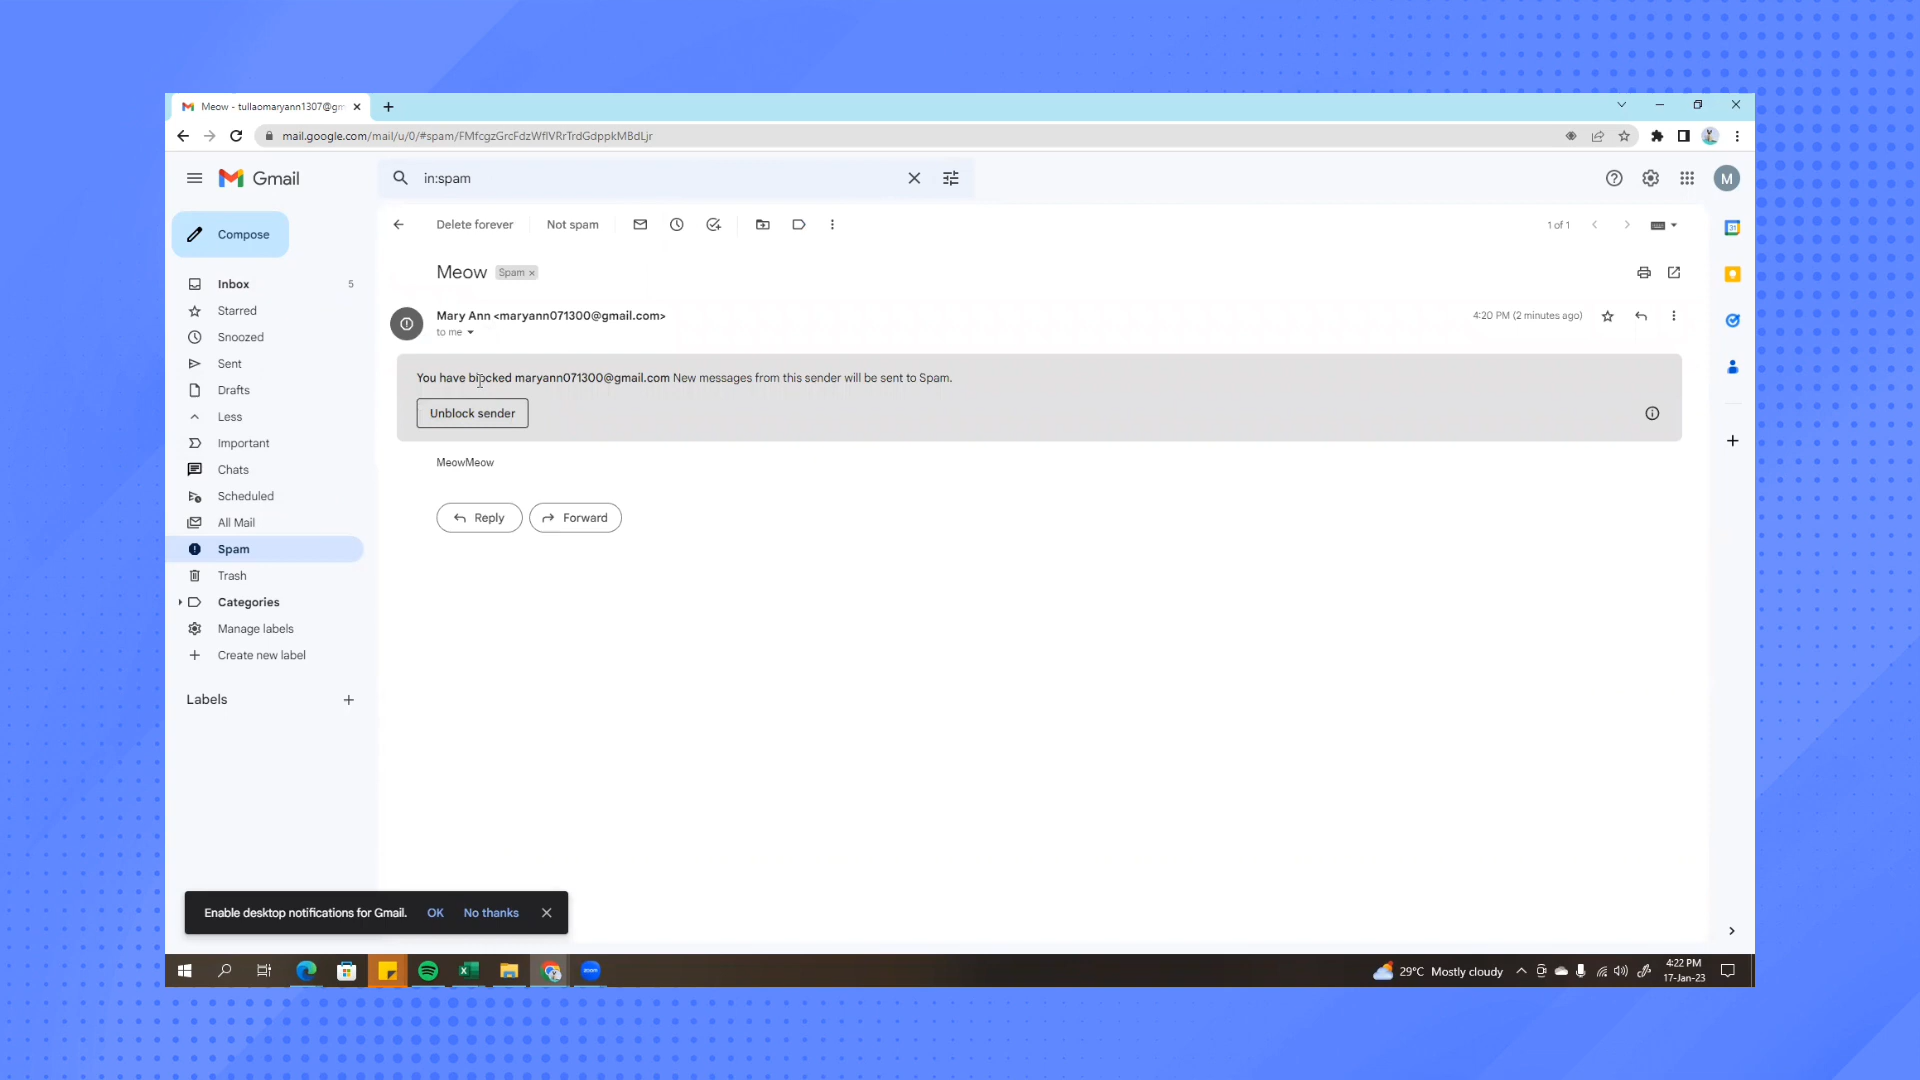 Meow - tullaomaryann1307@gm
mail.google.com/mail/u/0/#spam/FMfcgzGrcFdzWflVRrTrdGdppkMBdLjr
Gmail
in:spam
M
Compose
Delete forever
Not spam
1 of 1
Meow
Spam ×
31
Inbox
5
Starred
Snoozed
Sent
Drafts
Less
Important
Chats
Scheduled
All Mail
Spam
Trash
Categories
Manage labels
Create new label
Labels
Mary Ann <maryann071300@gmail.com>
to me
4:20 PM (2 minutes ago)
You have blocked maryann071300@gmail.com New messages from this sender will be sent to Spam.
Unblock sender
MeowMeow
Reply
Forward
Enable desktop notifications for Gmail.
OK
No thanks
zoom
29°C Mostly cloudy
4:22 PM
17-Jan-23